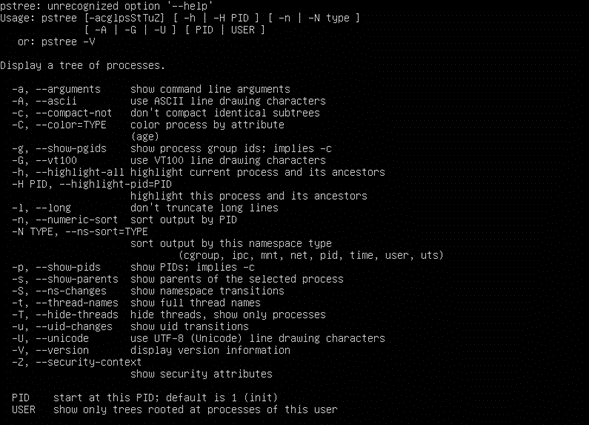 pstree: unrecognized option '--help'
Usage: pstree [-acglpsStTuZ] [ -h | -H PID ] [ -n | -N type ]
              [ -A | -G | -U ] [ PID | USER ]
   or: pstree -V

Display a tree of processes.

  -a, --arguments     show command line arguments
  -A, --ascii         use ASCII line drawing characters
  -c, --compact-not   don't compact identical subtrees
  -C, --color=TYPE    color process by attribute
                      (age)
  -g, --show-pgids    show process group ids; implies -c
  -G, --vt100         use VT100 line drawing characters
  -h, --highlight-all highlight current process and its ancestors
  -H PID, --highlight-pid=PID
                      highlight this process and its ancestors
  -l, --long          don't truncate long lines
  -n, --numeric-sort  sort output by PID
  -N TYPE, --ns-sort=TYPE
                      sort output by this namespace type
                              (cgroup, ipc, mnt, net, pid, time, user, uts)
  -p, --show-pids     show PIDs; implies -c
  -s, --show-parents  show parents of the selected process
  -S, --ns-changes    show namespace transitions
  -t, --thread-names  show full thread names
  -T, --hide-threads  hide threads, show only processes
  -u, --uid-changes   show uid transitions
  -U, --unicode       use UTF-8 (Unicode) line drawing characters
  -V, --version       display version information
  -Z, --security-context
                      show security attributes

  PID    start at this PID; default is 1 (init)
  USER   show only trees rooted at processes of this user